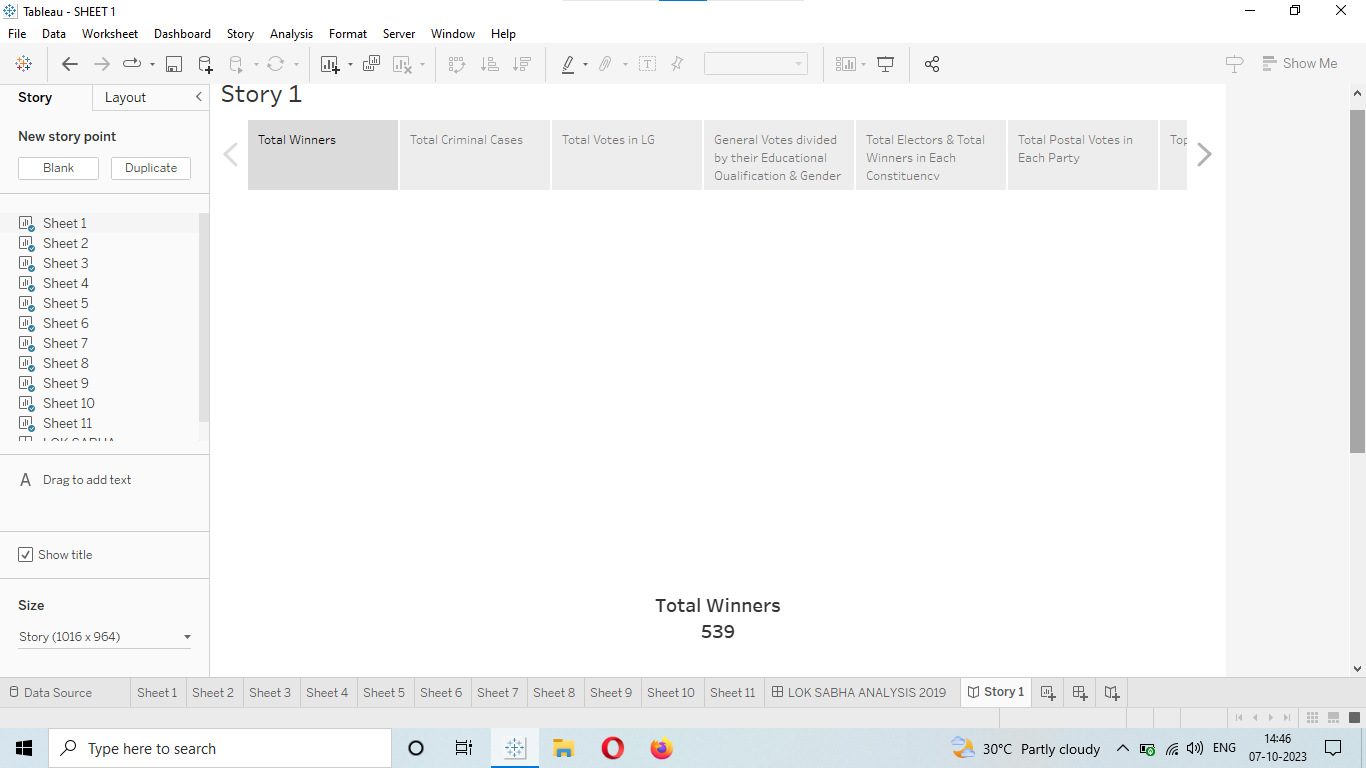 Tableau - SHEET 1
File Data Worksheet Dashboard Story Analysis Format Server Window Help
Show Me
Story Layout
New story point
Blank Duplicate
Sheet 1
Sheet 2
Sheet 3
Sheet 4
Sheet 5
Sheet 6
Sheet 7
Sheet 8
Sheet 9
Sheet 10
Sheet 11
LOK SABHA
A Drag to add text
Show title
Size
Story (1016 x 964)
Story 1
Total Winners
Total Criminal Cases
Total Votes in LG
General Votes divided
by their Educational
Qualification & Gender
Total Electors & Total
Winners in Each
Constituency
Total Postal Votes in
Each Party
Total Winners
539
Data Source Sheet 1 Sheet 2 Sheet 3 Sheet 4 Sheet 5 Sheet 6 Sheet 7 Sheet 8 Sheet 9 Sheet 10 Sheet 11 LOK SABHA ANALYSIS 2019 Story 1
Type here to search
30°C Partly cloudy
ENG
14:46
07-10-2023